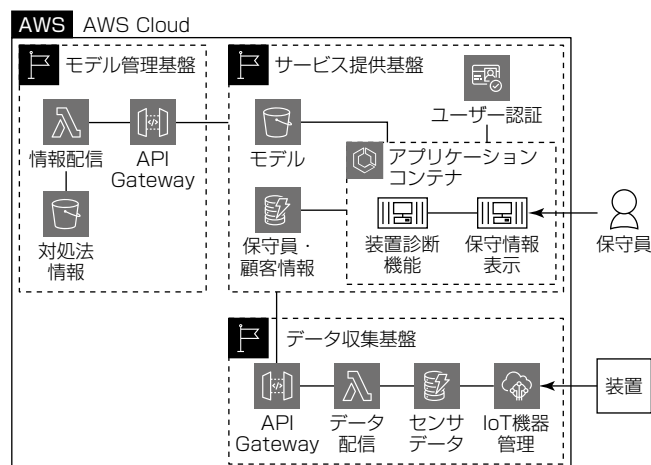 AWS AWS Cloud
モデル管理基盤
情報配信
API
Gateway
対処法
情報
サービス提供基盤
ユーザー認証
モデル
アプリケーション
コンテナ
保守員・
顧客情報
装置診断
機能
保守情報
表示
保守員
データ収集基盤
API
Gateway
データ
配信
センサ
データ
IoT機器
管理
装置